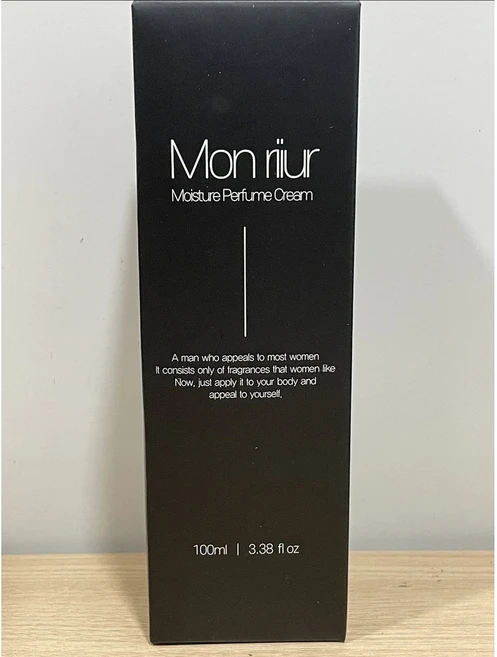 Mon riiur
Moisture Perfume Cream
A man who appeals to most women
It consists only of fragrances that women like
Now, just apply it to your body and
appeal to yourself.
100ml | 3.38 fl oz